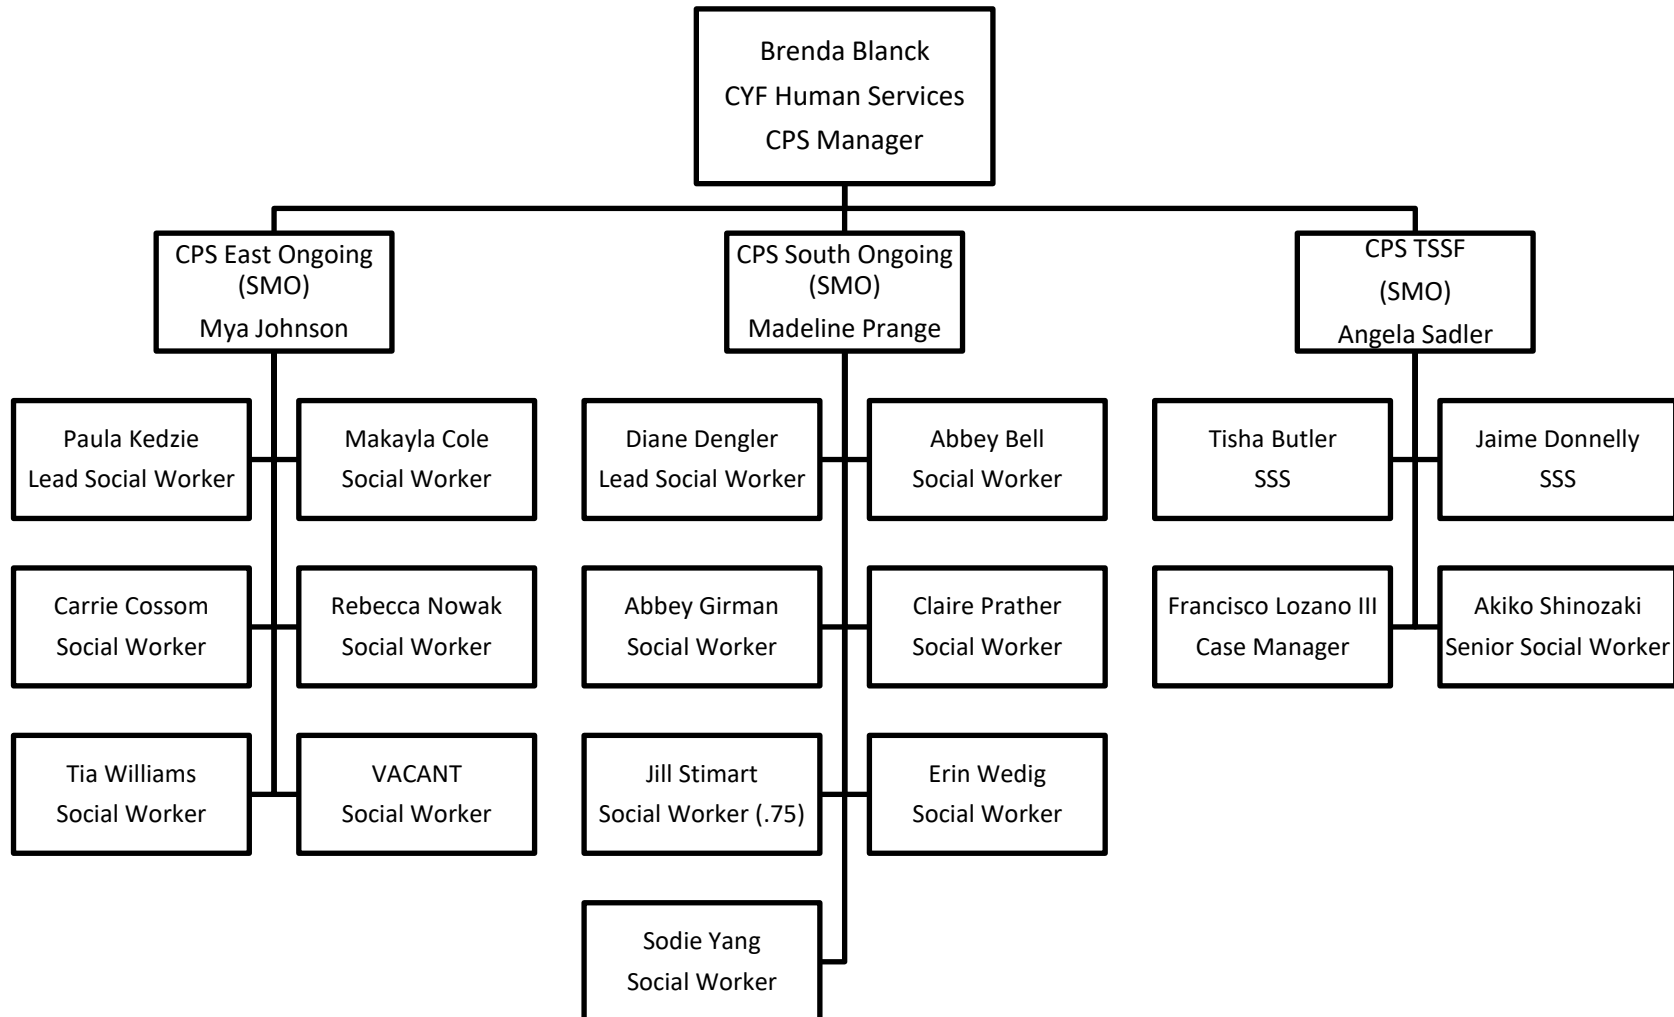 Brenda Blanck
CYF Human Services
CPS Manager
CPS East Ongoing
(SMO)
Mya Johnson
CPS South Ongoing
(SMO)
Madeline Prange
CPS TSSF
(SMO)
Angela Sadler
Paula Kedzie
Lead Social Worker
Makayla Cole
Social Worker
Diane Dengler
Lead Social Worker
Abbey Bell
Social Worker
Tisha Butler
SSS
Jaime Donnelly
SSS
Carrie Cossom
Social Worker
Rebecca Nowak
Social Worker
Abbey Girman
Social Worker
Claire Prather
Social Worker
Francisco Lozano III
Case Manager
Akiko Shinozaki
Senior Social Worker
Tia Williams
Social Worker
VACANT
Social Worker
Jill Stimart
Social Worker (.75)
Erin Wedig
Social Worker
Sodie Yang
Social Worker